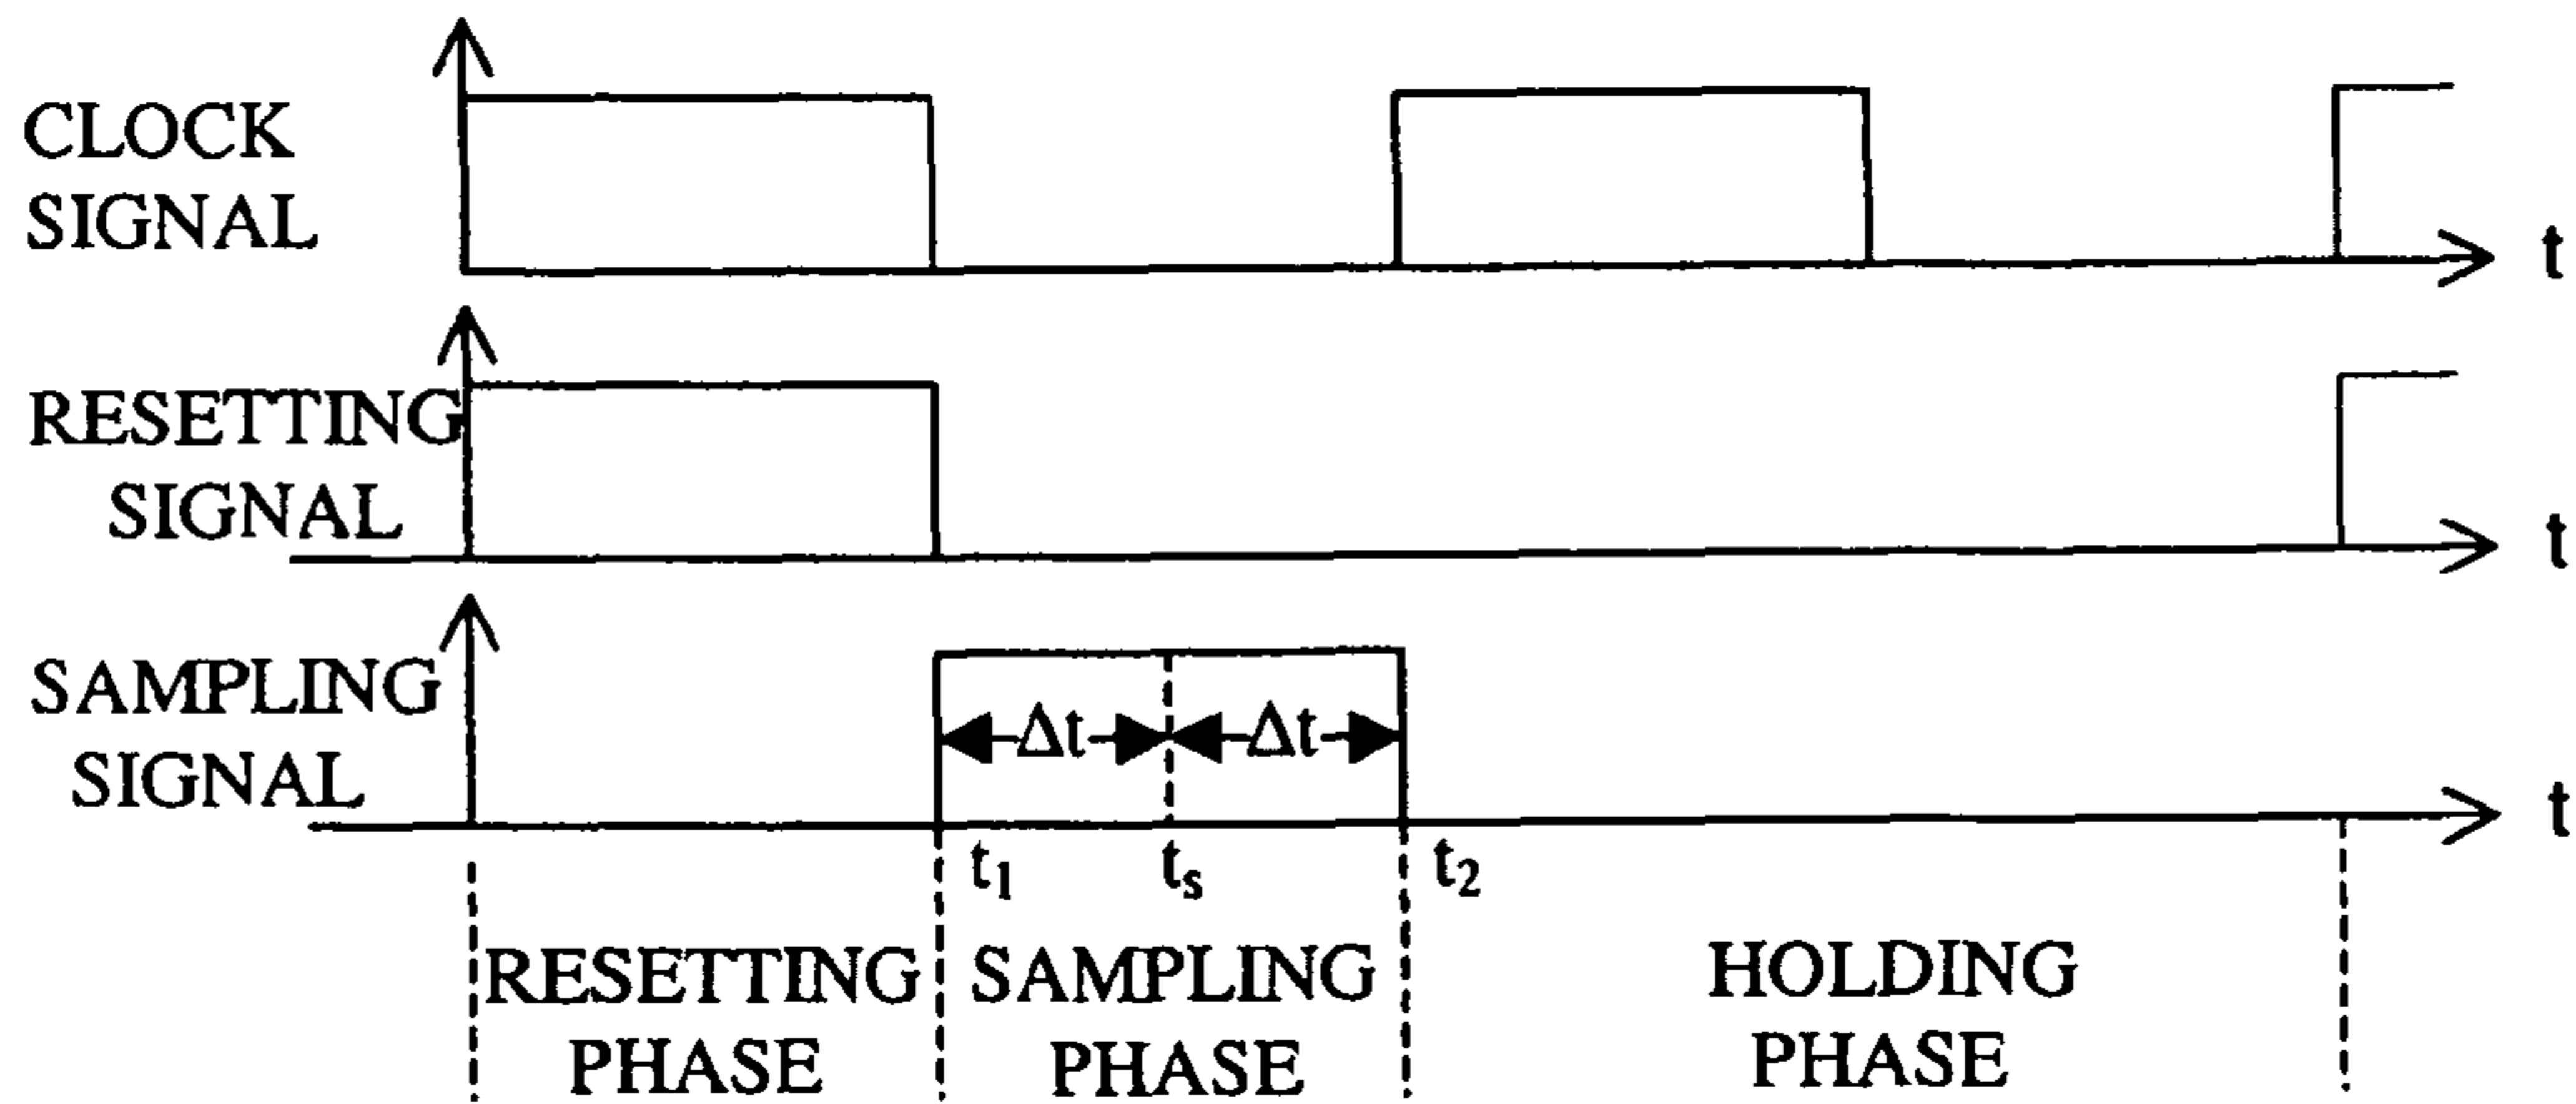 CLOCK
SIGNAL
t
RESETTING
SIGNAL
t
SAMPLING
SIGNAL
Δt
Δt
t
t₁
tₛ
t₂
RESETTING
PHASE
SAMPLING
PHASE
HOLDING
PHASE